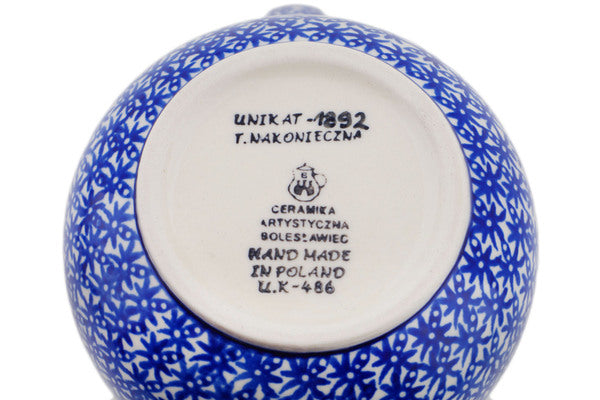 UNIKAT-1892
T. NAKONIECZNA
CERAMIKA
ARTYSTYCZNA
BOLESŁAWIEC
HAND MADE
IN POLAND
U.K-486